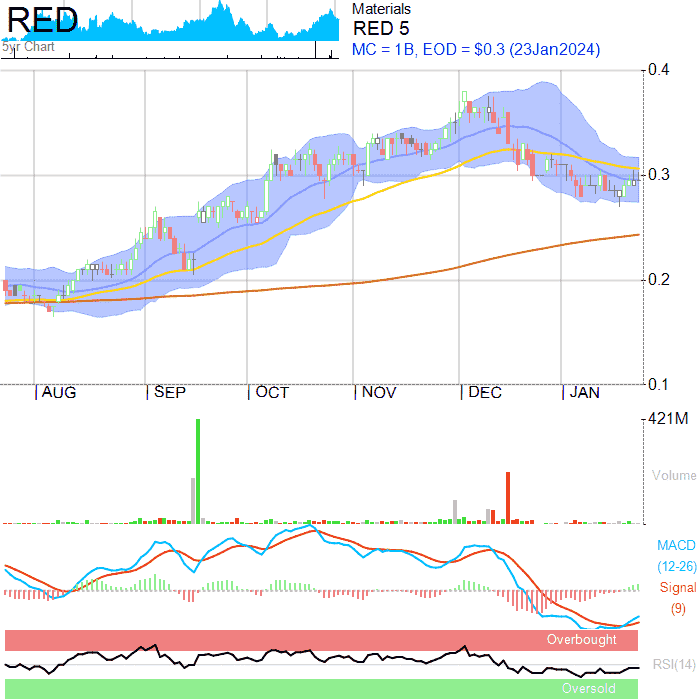 RED
5yr Chart
Materials
RED 5
MC = 1B, EOD = $0.3 (23Jan2024)
0.4
0.3
0.2
0.1
AUG SEP OCT NOV DEC JAN
421M
Volume
MACD
(12-26)
Signal
(9)
Overbought
RSI(14)
Oversold